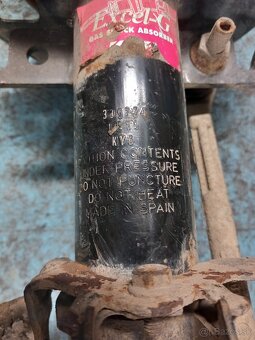 Excel-G
GAS SHOCK ABSORBER
KYB
CAUTION CONTENTS
UNDER PRESSURE
DO NOT PUNCTURE
DO NOT HEAT
MADE IN SPAIN